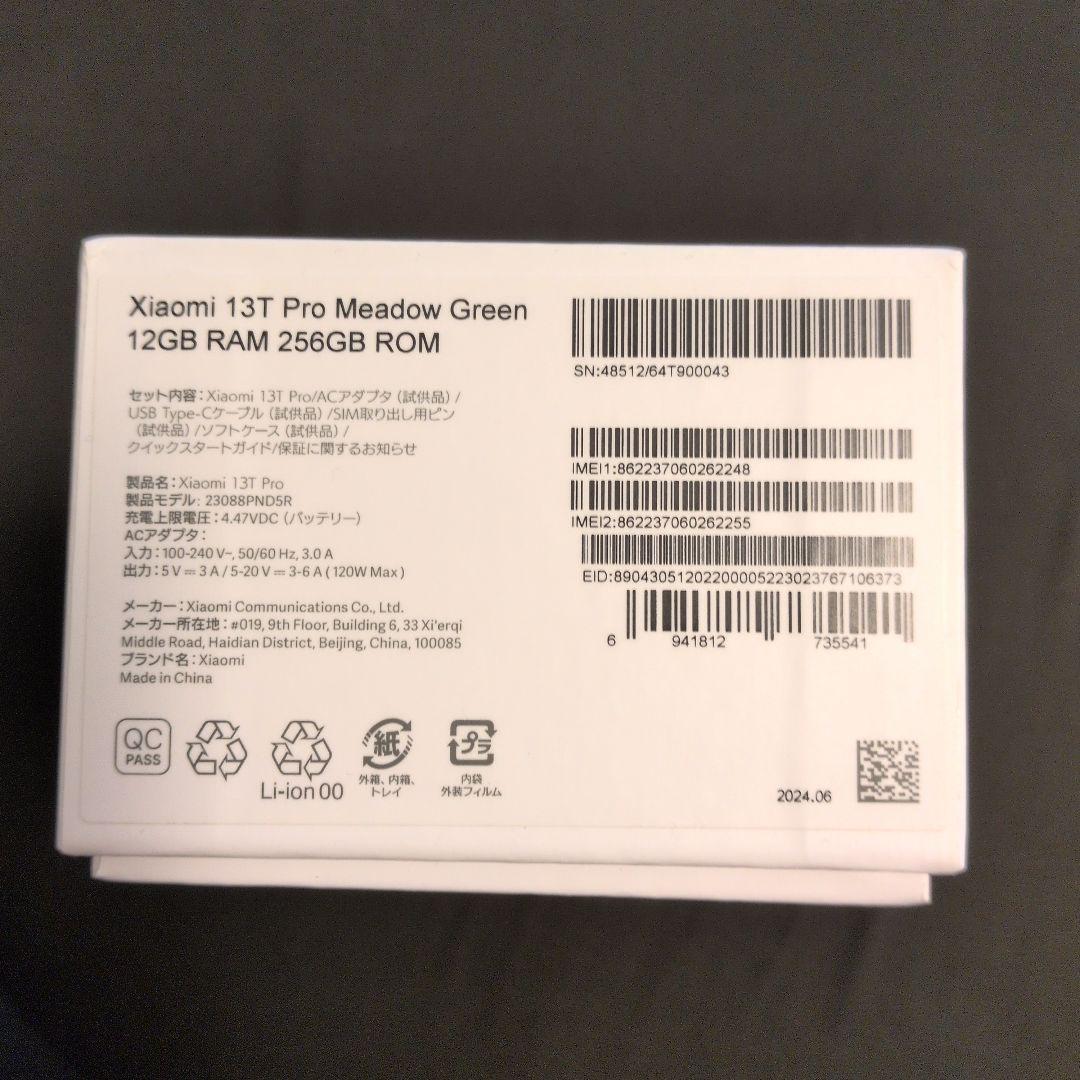 Xiaomi 13T Pro Meadow Green
12GB RAM 256GB ROM
セット内容：Xiaomi 13T Pro/ACアダプタ（試供品）/
USB Type-Cケーブル（試供品）/SIM取り出し用ピン
（試供品）/ソフトケース（試供品）/
クイックスタートガイド/保証に関するお知らせ
製品名：Xiaomi 13T Pro
製品モデル: 23088PND5R
充電上限電圧：4.47VDC（バッテリー）
ACアダプタ：
入力：100-240 V~, 50/60 Hz, 3.0 A
出力：5 V⎓3 A / 5-20 V⎓3-6 A ( 120W Max )
メーカー：Xiaomi Communications Co., Ltd.
メーカー所在地：#019, 9th Floor, Building 6, 33 Xi'erqi
Middle Road, Haidian District, Beijing, China, 100085
ブランド名：Xiaomi
Made in China
QC
PASS
Li-ion 00
紙
外箱、内箱、
トレイ
プラ
内袋
外装フィルム
SN:48512/64T900043
IMEI1:862237060262248
IMEI2:862237060262255
EID:89043051202200005223023767106373
6 941812 735541
2024.06